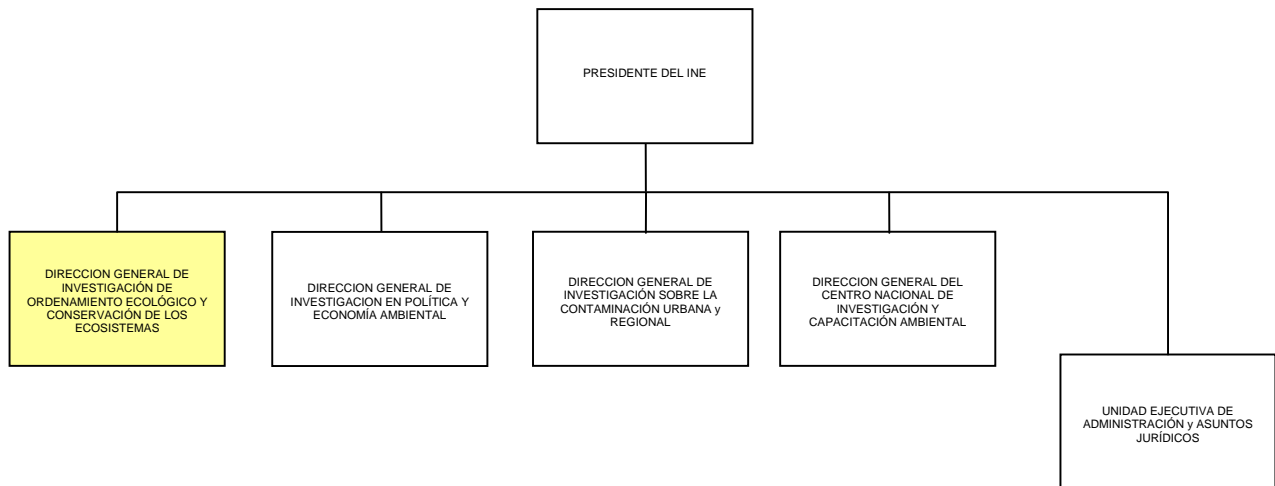 PRESIDENTE DEL INE
DIRECCION GENERAL DE
INVESTIGACIÓN DE
ORDENAMIENTO ECOLÓGICO Y
CONSERVACIÓN DE LOS
ECOSISTEMAS
DIRECCION GENERAL DE
INVESTIGACION EN POLÍTICA Y
ECONOMÍA AMBIENTAL
DIRECCION GENERAL DE
INVESTIGACIÓN SOBRE LA
CONTAMINACIÓN URBANA y
REGIONAL
DIRECCION GENERAL DEL
CENTRO NACIONAL DE
INVESTIGACIÓN Y
CAPACITACIÓN AMBIENTAL
UNIDAD EJECUTIVA DE
ADMINISTRACIÓN y ASUNTOS
JURÍDICOS